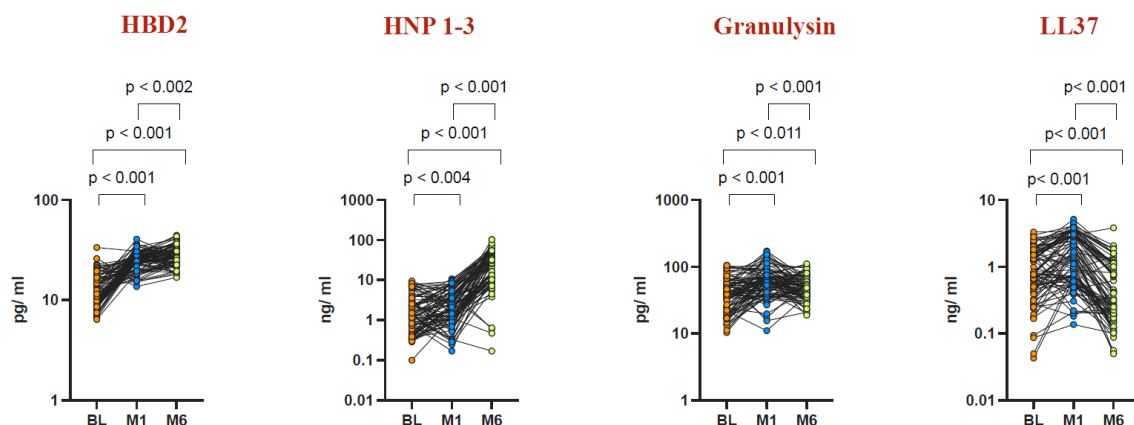 HBD2
p < 0.002
p < 0.001
p < 0.001
100
10
1
pg/ ml
BL M1 M6
HNP 1-3
p < 0.001
p < 0.001
p < 0.004
1000
100
10
1
0.1
0.01
ng/ ml
BL M1 M6
Granulysin
p < 0.001
p < 0.011
p < 0.001
1000
100
10
1
pg/ ml
BL M1 M6
LL37
p< 0.001
p < 0.001
p< 0.001
10
1
0.1
0.01
ng/ ml
BL M1 M6